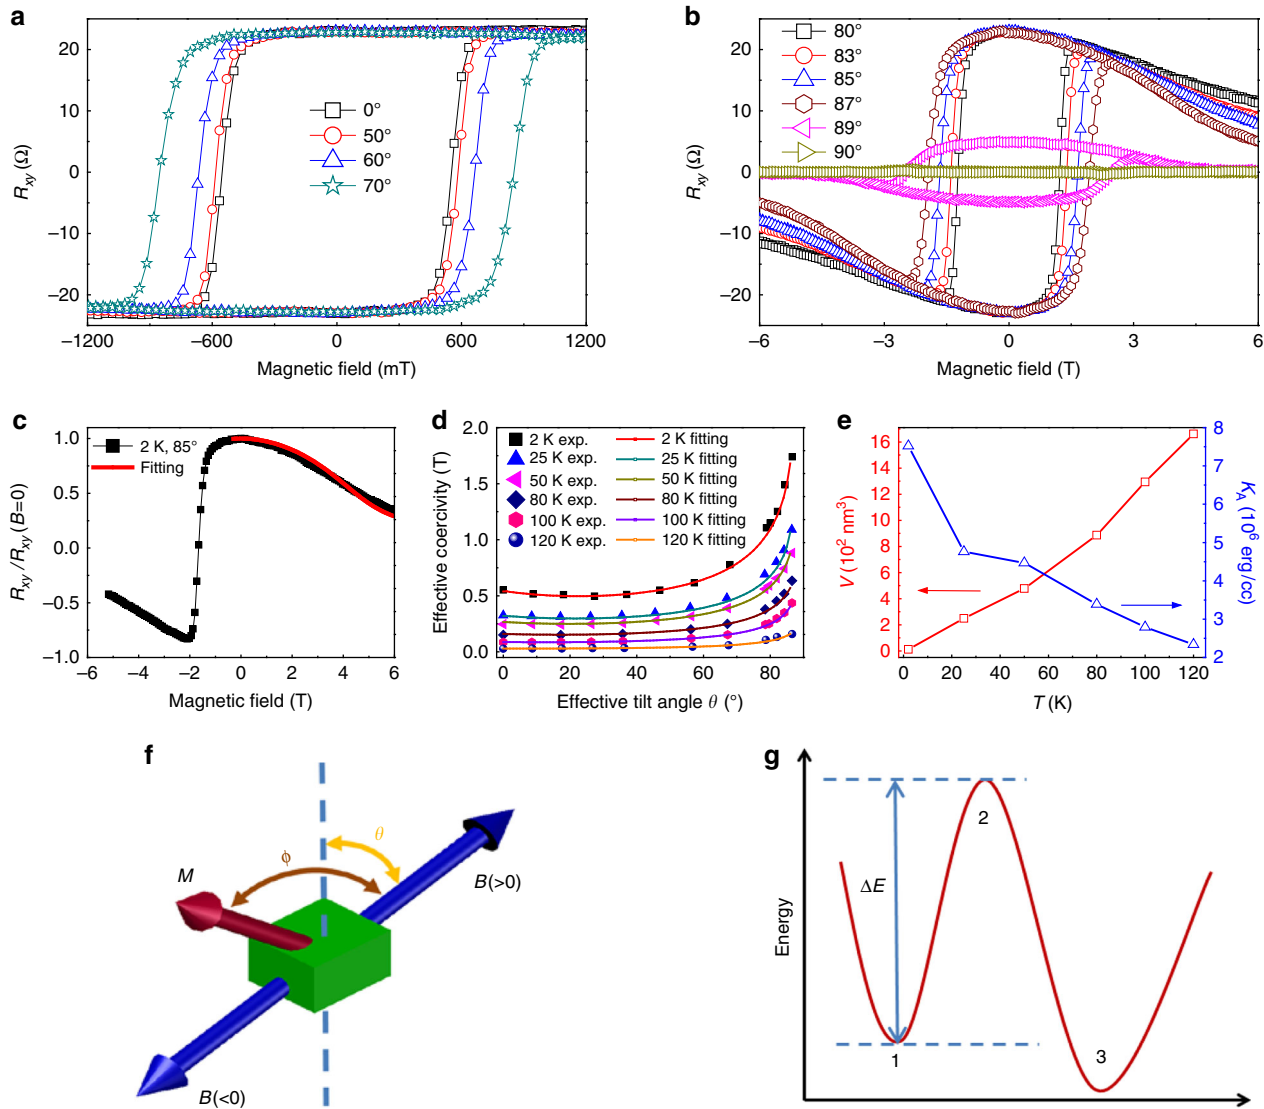 a
20
10
0
−10
−20
R_xy (Ω)
0°
50°
60°
70°
−1200
−600
0
600
1200
Magnetic field (mT)
b
20
10
0
−10
−20
R_xy (Ω)
80°
83°
85°
87°
89°
90°
−6
−3
0
3
6
Magnetic field (T)
c
1.0
0.5
0.0
−0.5
−1.0
R_xy/R_xy(B=0)
2 K, 85°
Fitting
−6
−4
−2
0
2
4
6
Magnetic field (T)
d
2.0
1.5
1.0
0.5
0.0
Effective coercivity (T)
2 K exp.
25 K exp.
50 K exp.
80 K exp.
100 K exp.
120 K exp.
2 K fitting
25 K fitting
50 K fitting
80 K fitting
100 K fitting
120 K fitting
0
20
40
60
80
Effective tilt angle θ (°)
e
16
14
12
10
8
6
4
2
0
V (10² nm³)
8
7
6
5
4
3
2
K_A (10⁶ erg/cc)
0
20
40
60
80
100
120
T (K)
f
θ
ϕ
M
B(>0)
B(<0)
g
Energy
ΔE
1
2
3